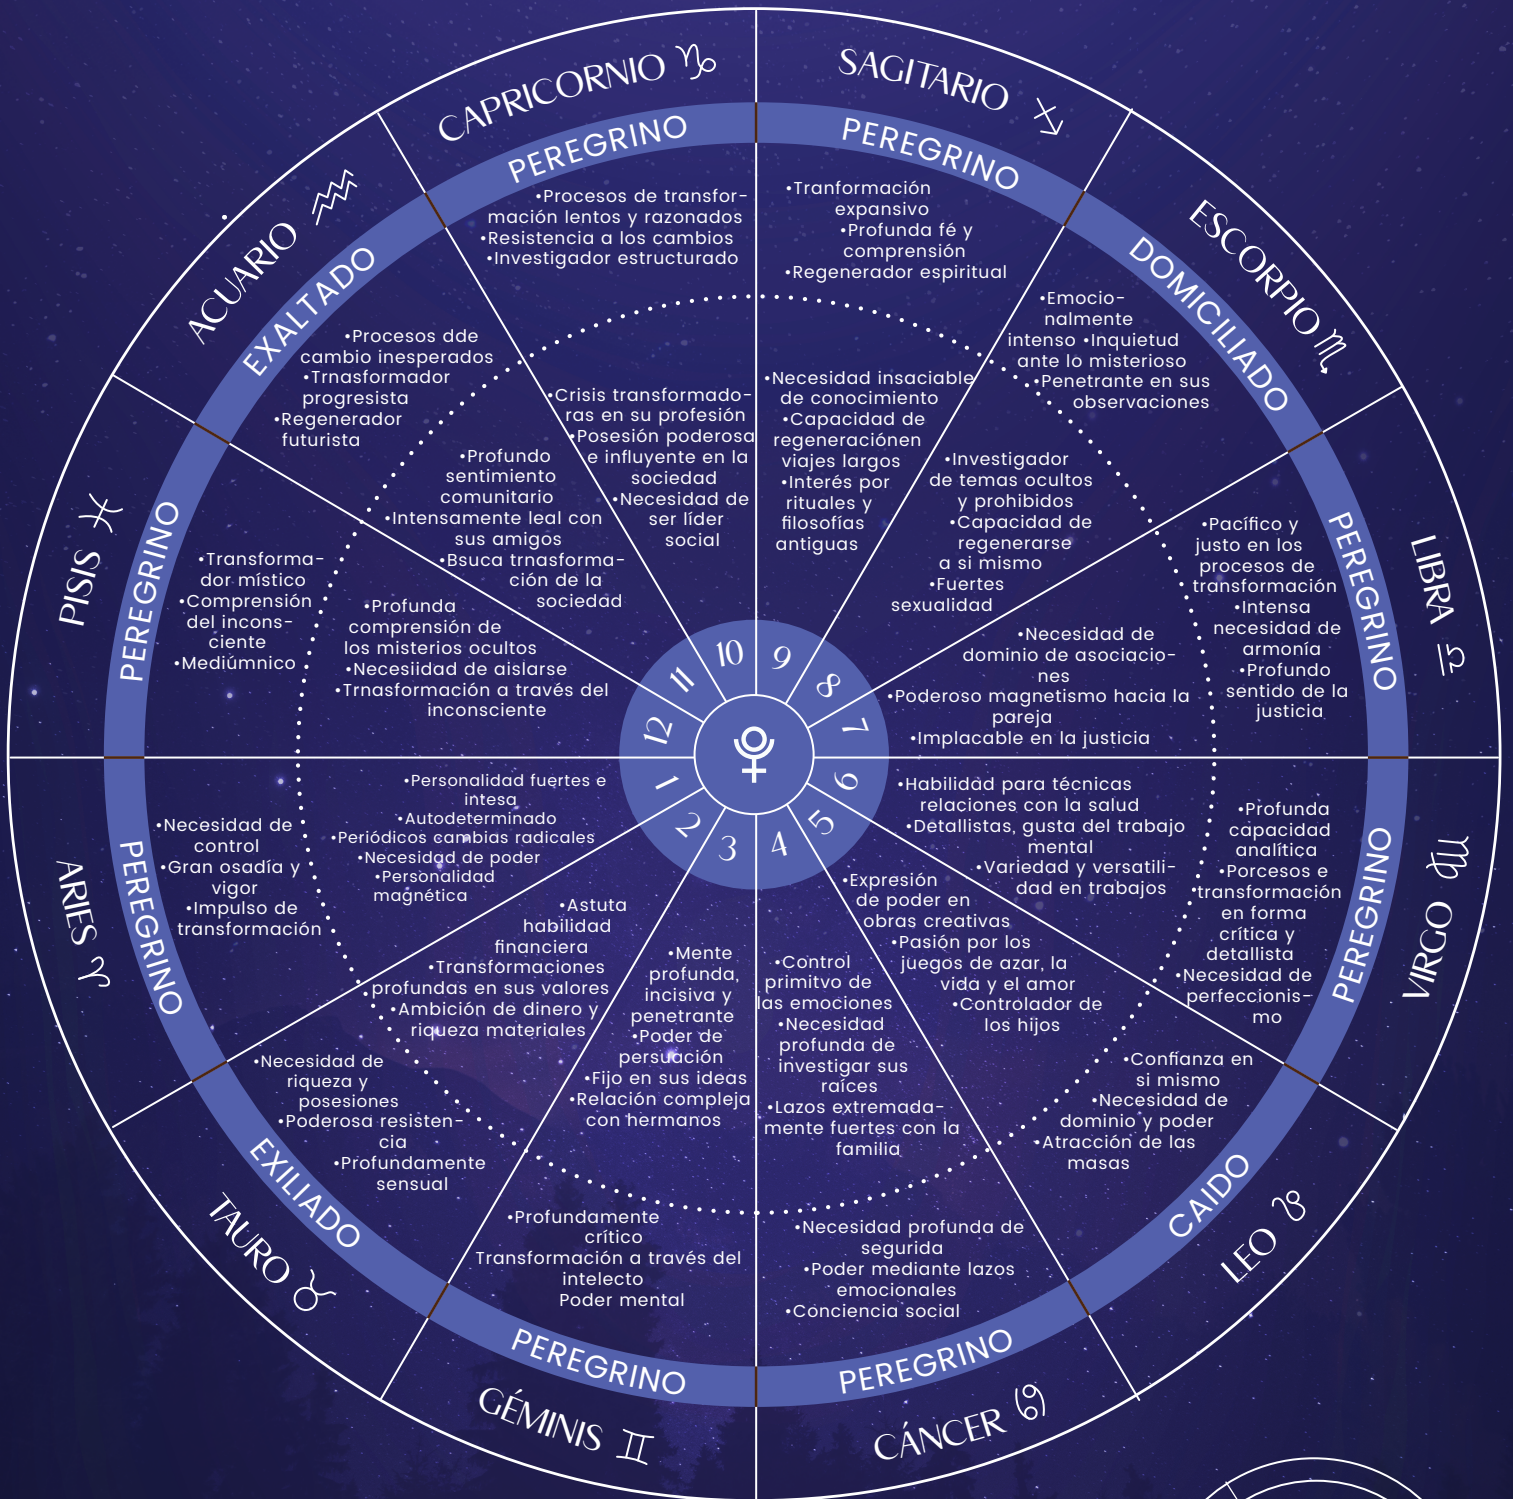 CAPRICORNIO
PEREGRINO
•Procesos de transfor-
mación lentos y razonados
•Resistencia a los cambios
•Investigador estructurado
•Crisis transformado-
ras en su profesión
•Posesión poderosa
e influyente en la
sociedad
•Necesidad de
ser líder
social
10
SAGITARIO
PEREGRINO
•Tranformación
expansivo
•Profunda fé y
comprensión
•Regenerador espiritual
•Necesidad insaciable
de conocimiento
•Capacidad de
regeneraciónen
viajes largos
•Interés por
rituales y
filosofías
antiguas
9
ESCORPIO
DOMICILIADO
•Emocio-
nalmente
intenso •Inquietud
ante lo misterioso
•Penetrante en sus
observaciones
•Investigador
de temas ocultos
y prohibidos
•Capacidad de
regenerarse
a si mismo
•Fuertes
sexualidad
8
LIBRA
PEREGRINO
•Pacífico y
justo en los
procesos de
transformación
•Intensa
necesidad de
armonía
•Profundo
sentido de la
justicia
•Necesidad de
dominio de asociacio-
nes
•Poderoso magnetismo hacia la
pareja
•Implacable en la justicia
7
VIRGO
PEREGRINO
•Profunda
capacidad
analítica
•Porcesos e
transformación
en forma
crítica y
detallista
•Necesidad de
perfeccionis-
mo
•Habilidad para técnicas
relaciones con la salud
•Detallistas, gusta del trabajo
mental
•Variedad y versatili-
dad en trabajos
6
LEO
CAIDO
•Confianza en
si mismo
•Necesidad de
dominio y poder
•Atracción de las
masas
•Expresión
de poder en
obras creativas
•Pasión por los
juegos de azar, la
vida y el amor
•Controlador de
los hijos
5
CÁNCER
PEREGRINO
•Necesidad profunda de
segurida
•Poder mediante lazos
emocionales
•Conciencia social
•Control
primitvo de
las emociones
•Necesidad
profunda de
investigar sus
raíces
•Lazos extremada-
mente fuertes con la
familia
4
GÉMINIS
PEREGRINO
•Profundamente
crítico
Transformación a través del
intelecto
Poder mental
•Mente
profunda,
incisiva y
penetrante
•Poder de
persuación
•Fijo en sus ideas
•Relación compleja
con hermanos
3
TAURO
EXILIADO
•Necesidad de
riqueza y
posesiones
•Poderosa resisten-
cia
•Profundamente
sensual
•Astuta
habilidad
financiera
•Transformaciones
profundas en sus valores
•Ambición de dinero y
riqueza materiales
2
ARIES
PEREGRINO
•Necesidad de
control
•Gran osadía y
vigor
•Impulso de
transformación
•Personalidad fuertes e
intesa
•Autodeterminado
•Periódicos cambias radicales
•Necesidad de poder
•Personalidad
magnética
1
PISIS
PEREGRINO
•Transforma-
dor místico
•Comprensión
del incons-
ciente
•Mediúmnico
•Profunda
comprensión de
los misterios ocultos
•Necesiidad de aislarse
•Trnasformación a través del
inconsciente
12
ACUARIO
EXALTADO
•Procesos dde
cambio inesperados
•Trnasformador
progresista
•Regenerador
futurista
•Profundo
sentimiento
comunitario
•Intensamente leal con
sus amigos
•Bsuca trnasforma-
ción de la
sociedad
11